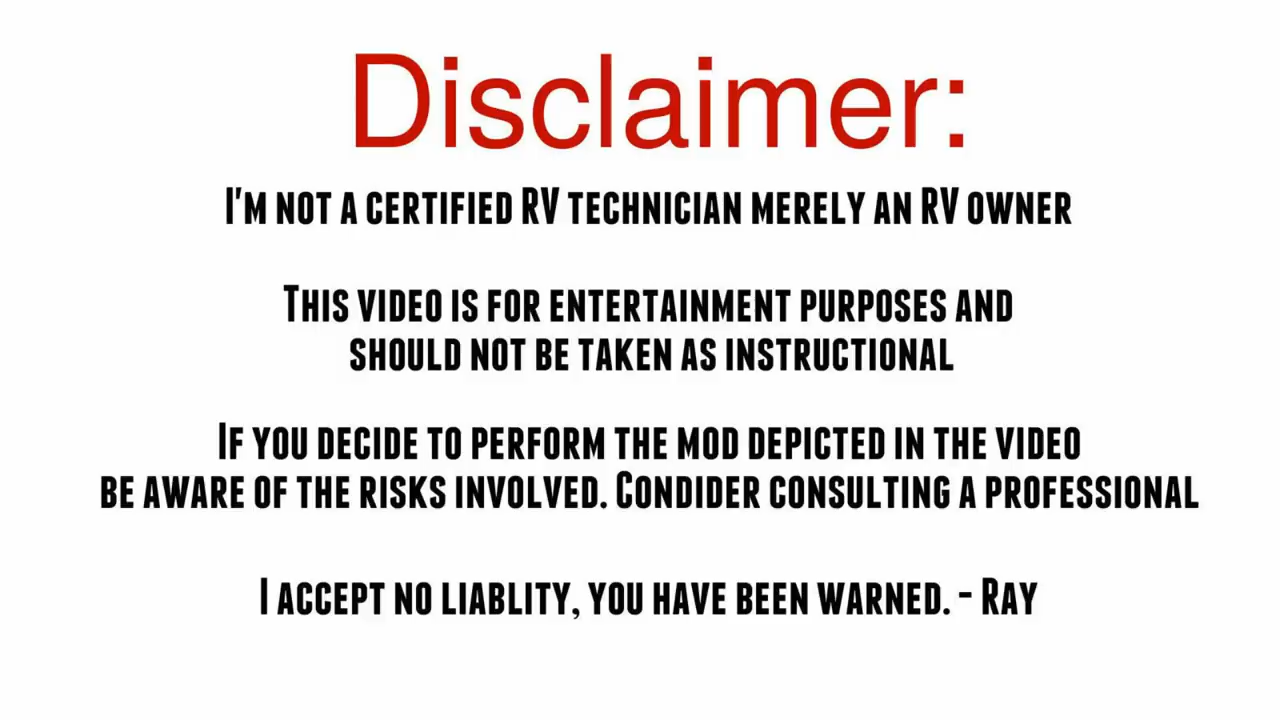 Disclaimer:
I'm not a certified RV technician merely an RV owner
This video is for entertainment purposes and
should not be taken as instructional
If you decide to perform the mod depicted in the video
be aware of the risks involved. Condider consulting a professional
I accept no liablity, you have been warned. - Ray